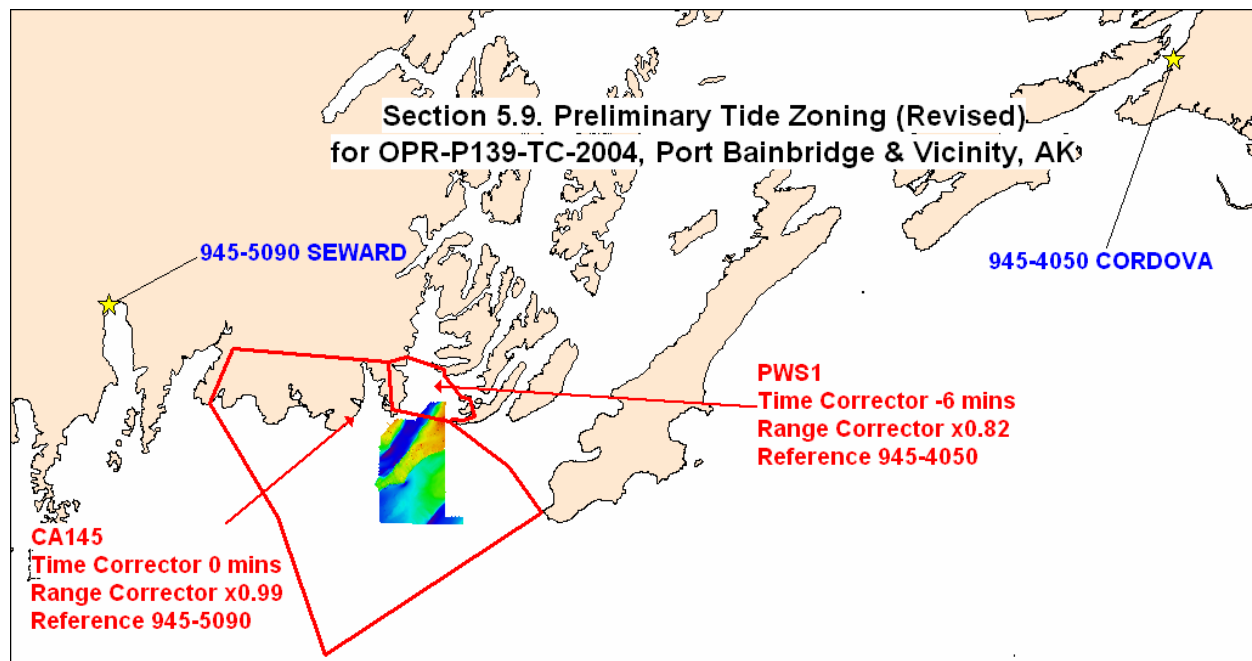 Section 5.9. Preliminary Tide Zoning (Revised)
for OPR-P139-TC-2004, Port Bainbridge & Vicinity, AK
945-5090 SEWARD
945-4050 CORDOVA
PWS1
Time Corrector -6 mins
Range Corrector x0.82
Reference 945-4050
CA145
Time Corrector 0 mins
Range Corrector x0.99
Reference 945-5090